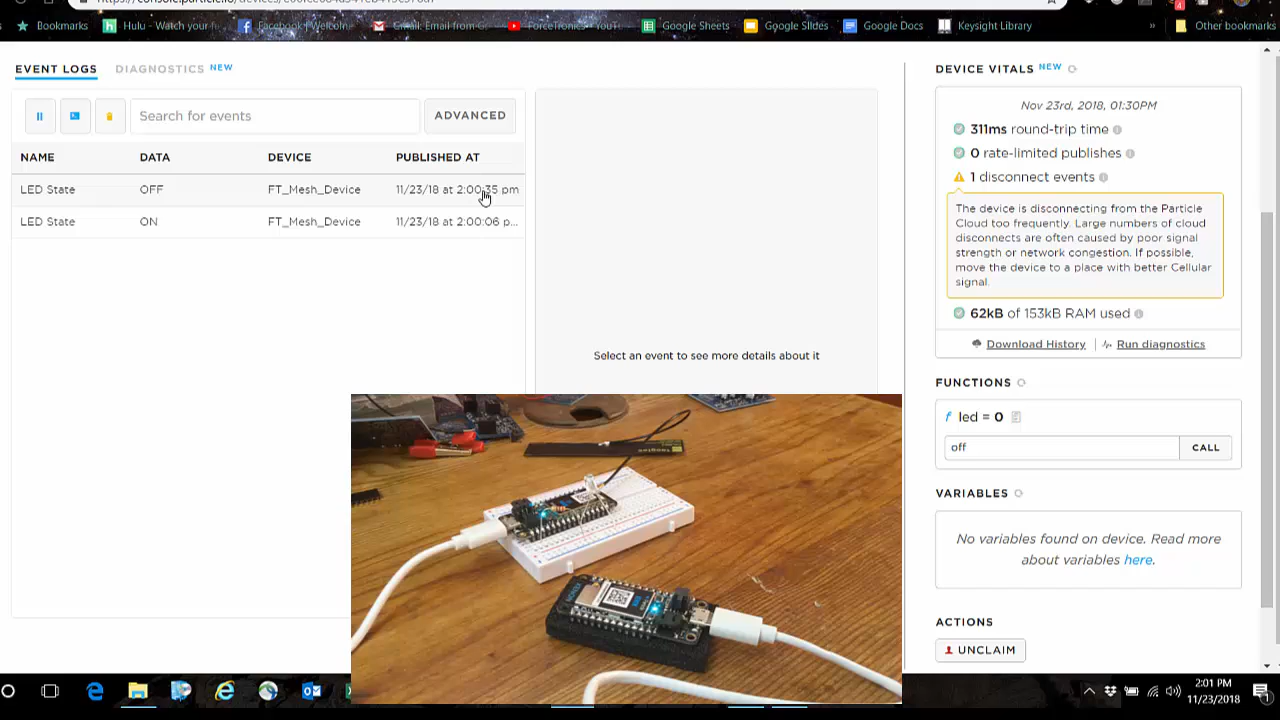 Bookmarks
Hulu - Watch your f
Facebook | Welcom
Gmail: Email from G
ForceTronics - YouT
Google Sheets
Google Slides
Google Docs
Keysight Library
»
Other bookmarks
EVENT LOGS
DIAGNOSTICS NEW
Search for events
ADVANCED
NAME DATA DEVICE PUBLISHED AT
LED State OFF FT_Mesh_Device 11/23/18 at 2:00:35 pm
LED State ON FT_Mesh_Device 11/23/18 at 2:00:06 p...
Select an event to see more details about it
DEVICE VITALS NEW
Nov 23rd, 2018, 01:30PM
311ms round-trip time
0 rate-limited publishes
1 disconnect events
The device is disconnecting from the Particle
Cloud too frequently. Large numbers of cloud
disconnects are often caused by poor signal
strength or network congestion. If possible,
move the device to a place with better Cellular
signal.
62kB of 153kB RAM used
Download History | Run diagnostics
FUNCTIONS
f led = 0
off
CALL
VARIABLES
No variables found on device. Read more
about variables here.
ACTIONS
UNCLAIM
2:01 PM
11/23/2018